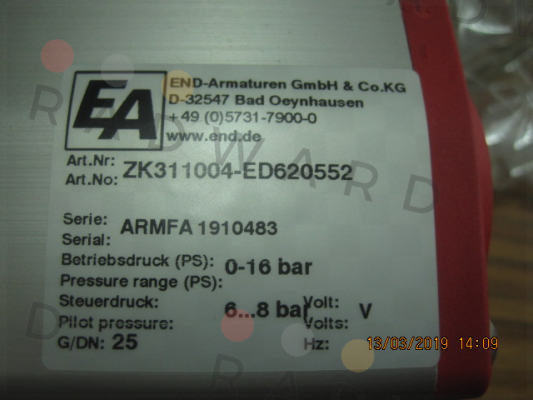 EA
END-Armaturen GmbH & Co.KG
D-32547 Bad Oeynhausen
+49 (0)5731-7900-0
www.end.de
Art.Nr:
Art.No: ZK311004-ED620552
RADWARD
Serie:
Serial: ARMFA 1910483
Betriebsdruck (PS):
Pressure range (PS): 0-16 bar
Steuerdruck:
Pilot pressure: 6...8 bar
Volt:
Volts: V
G/DN: 25
Hz:
13/03/2019 14:09